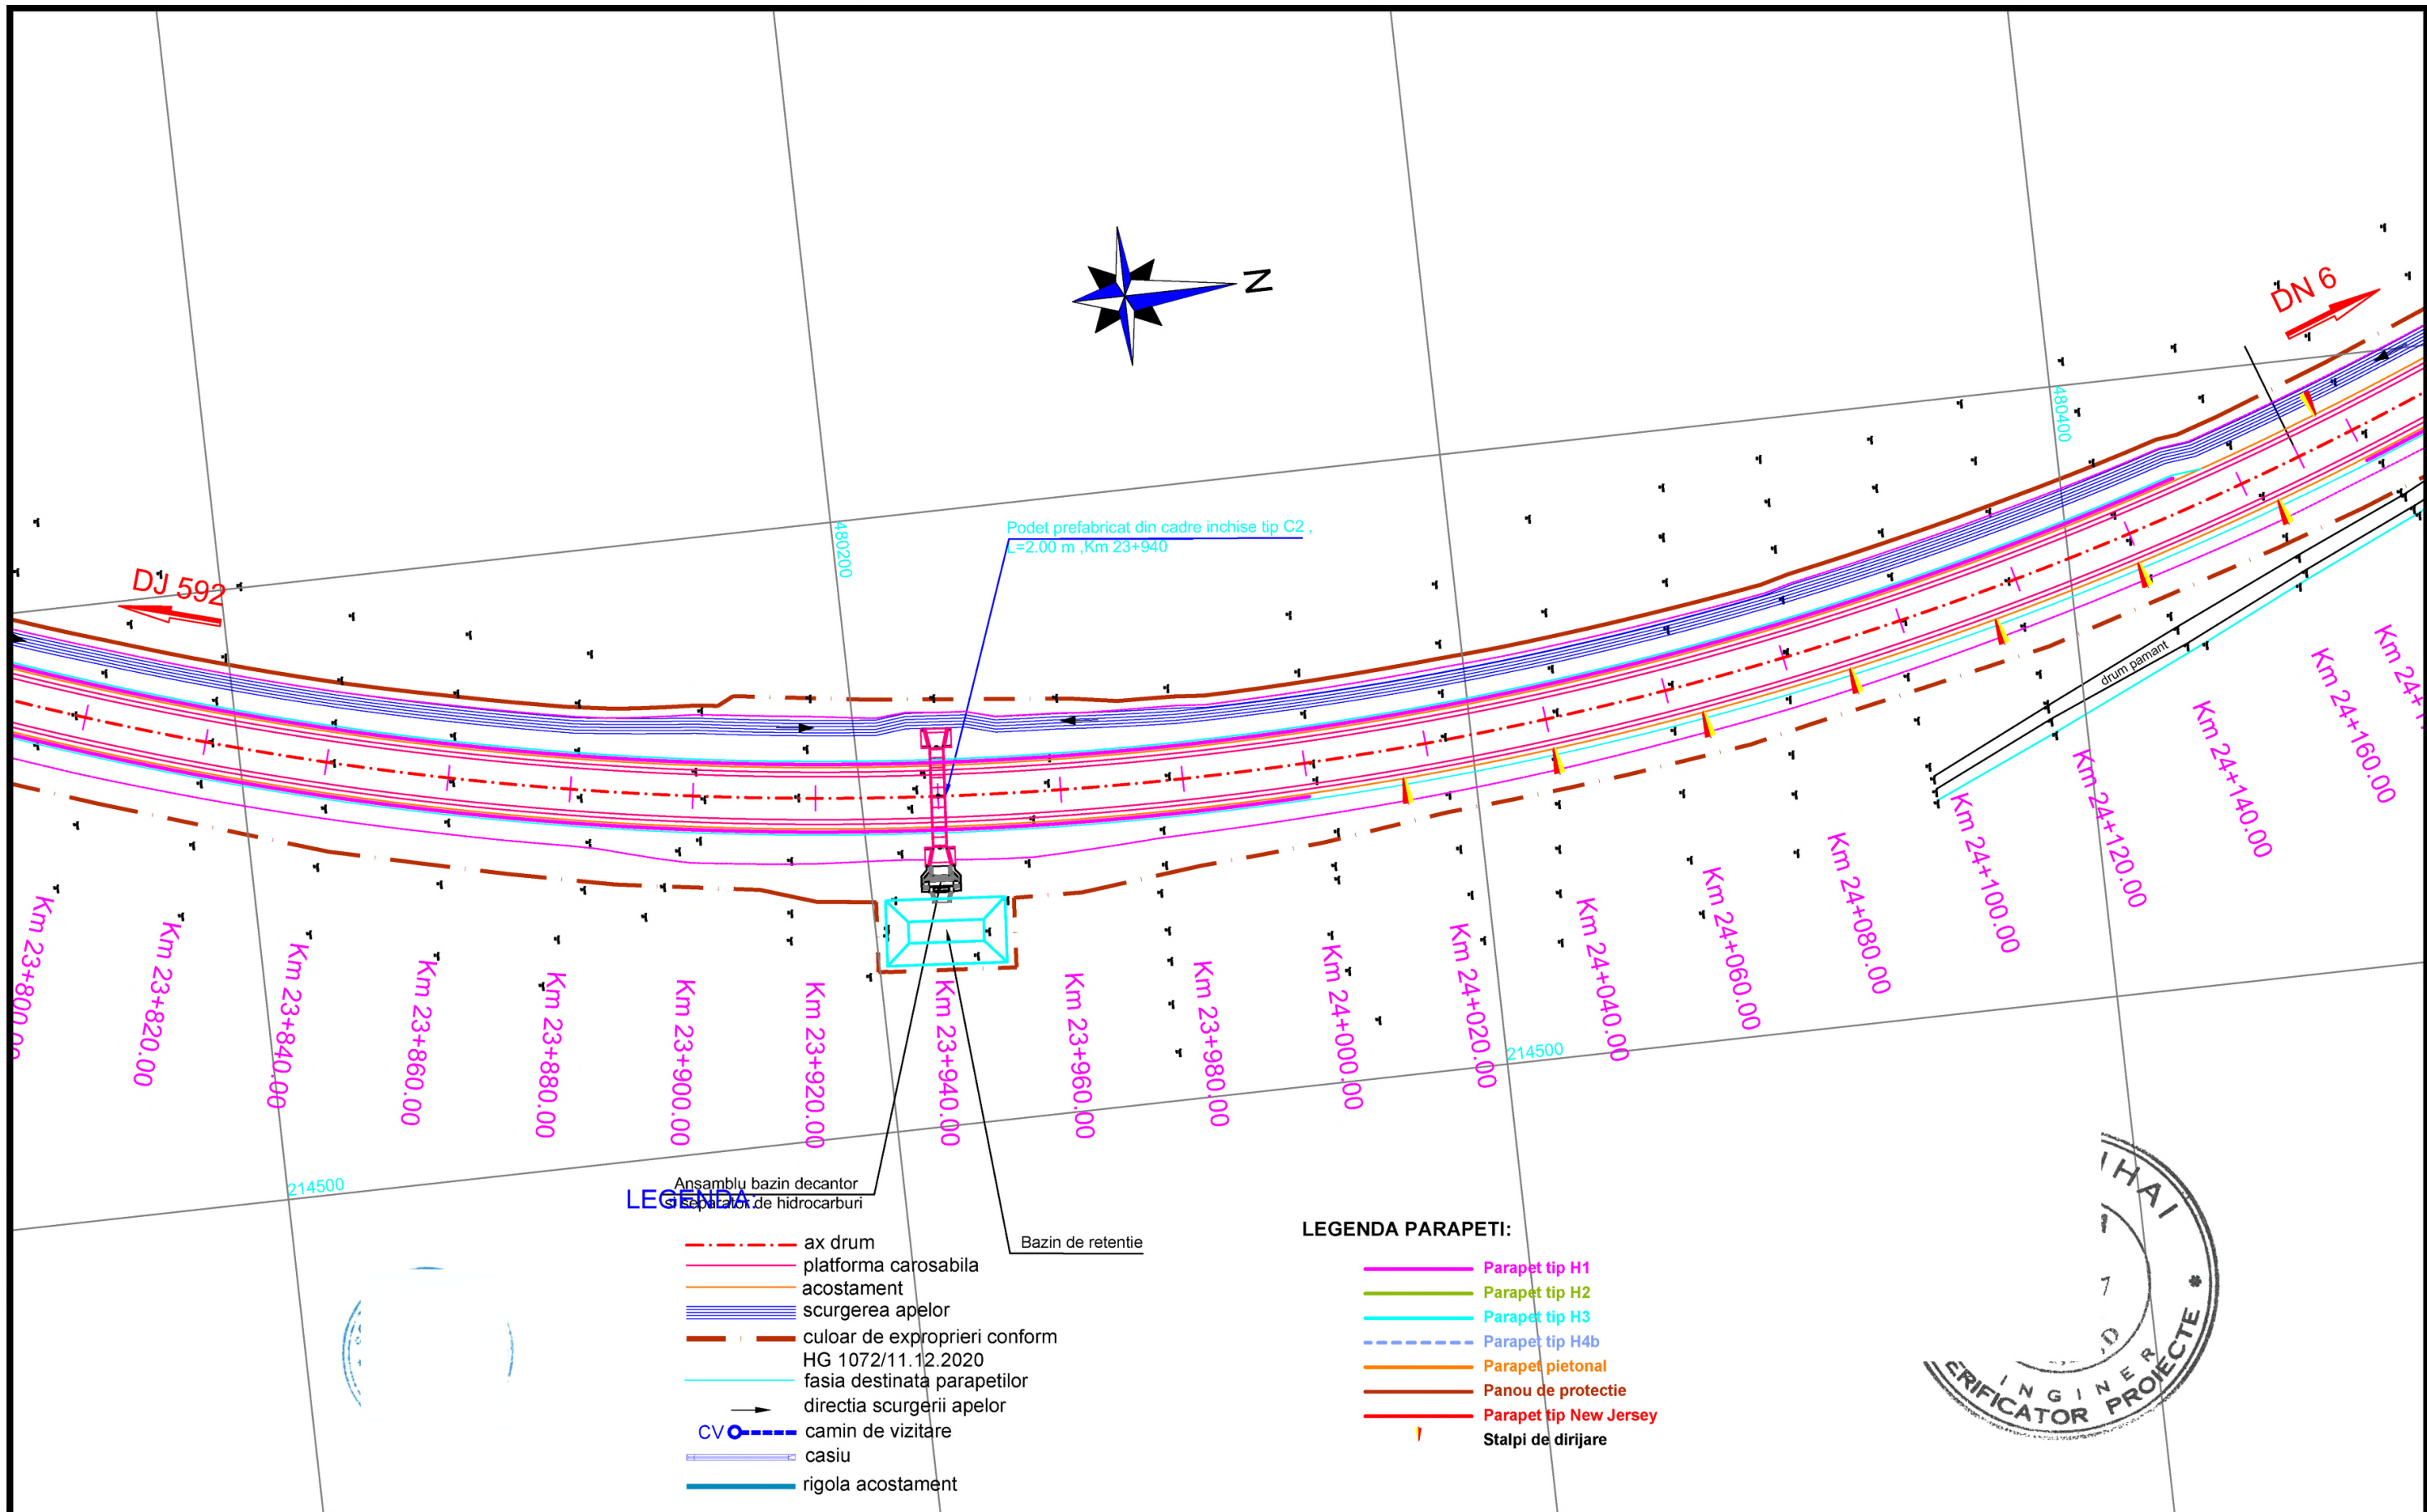 N
DN 6
480400
Podet prefabricat din cadre inchise tip C2 ,
L=2.00 m ,Km 23+940
480200
DJ 592
drum pamant
Km 23+800.00
Km 23+820.00
Km 23+840.00
Km 23+860.00
Km 23+880.00
Km 23+900.00
Km 23+920.00
Km 23+940.00
Km 23+960.00
Km 23+980.00
Km 24+000.00
Km 24+020.00
Km 24+040.00
Km 24+060.00
Km 24+080.00
Km 24+100.00
Km 24+120.00
Km 24+140.00
Km 24+160.00
214500
214500
Ansamblu bazin decantor
si separator de hidrocarburi
Bazin de retentie
LEGENDA:
ax drum
platforma carosabila
acostament
scurgerea apelor
culoar de exproprieri conform
HG 1072/11.12.2020
fasia destinata parapetilor
directia scurgerii apelor
CV
camin de vizitare
casiu
rigola acostament
LEGENDA PARAPETI:
Parapet tip H1
Parapet tip H2
Parapet tip H3
Parapet tip H4b
Parapet pietonal
Panou de protectie
Parapet tip New Jersey
Stalpi de dirijare
IHAI
7
INGINER
ERIFICATOR PROIECTE